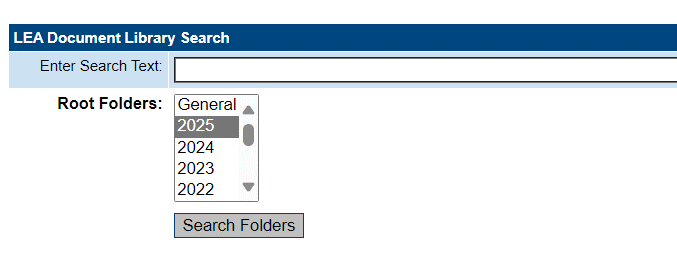 LEA Document Library Search
Enter Search Text:
Root Folders:
General
2025
2024
2023
2022
Search Folders